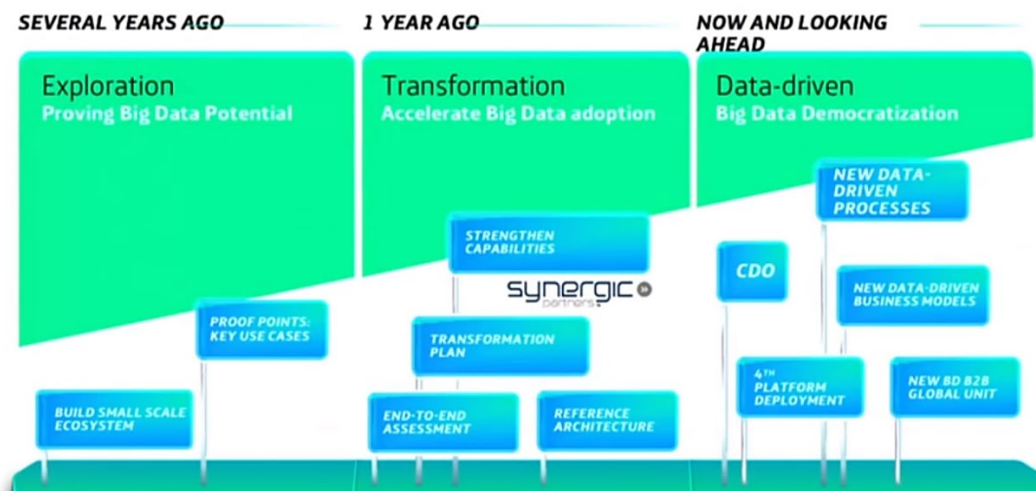 SEVERAL YEARS AGO
Exploration
Proving Big Data Potential
PROOF POINTS:
KEY USE CASES
BUILD SMALL SCALE
ECOSYSTEM
1 YEAR AGO
Transformation
Accelerate Big Data adoption
STRENGTHEN
CAPABILITIES
synergic
partners
TRANSFORMATION
PLAN
END-TO-END
ASSESSMENT
REFERENCE
ARCHITECTURE
NOW AND LOOKING
AHEAD
Data-driven
Big Data Democratization
NEW DATA-
DRIVEN
PROCESSES
CDO
NEW DATA-DRIVEN
BUSINESS MODELS
4TH
PLATFORM
DEPLOYMENT
NEW BD B2B
GLOBAL UNIT